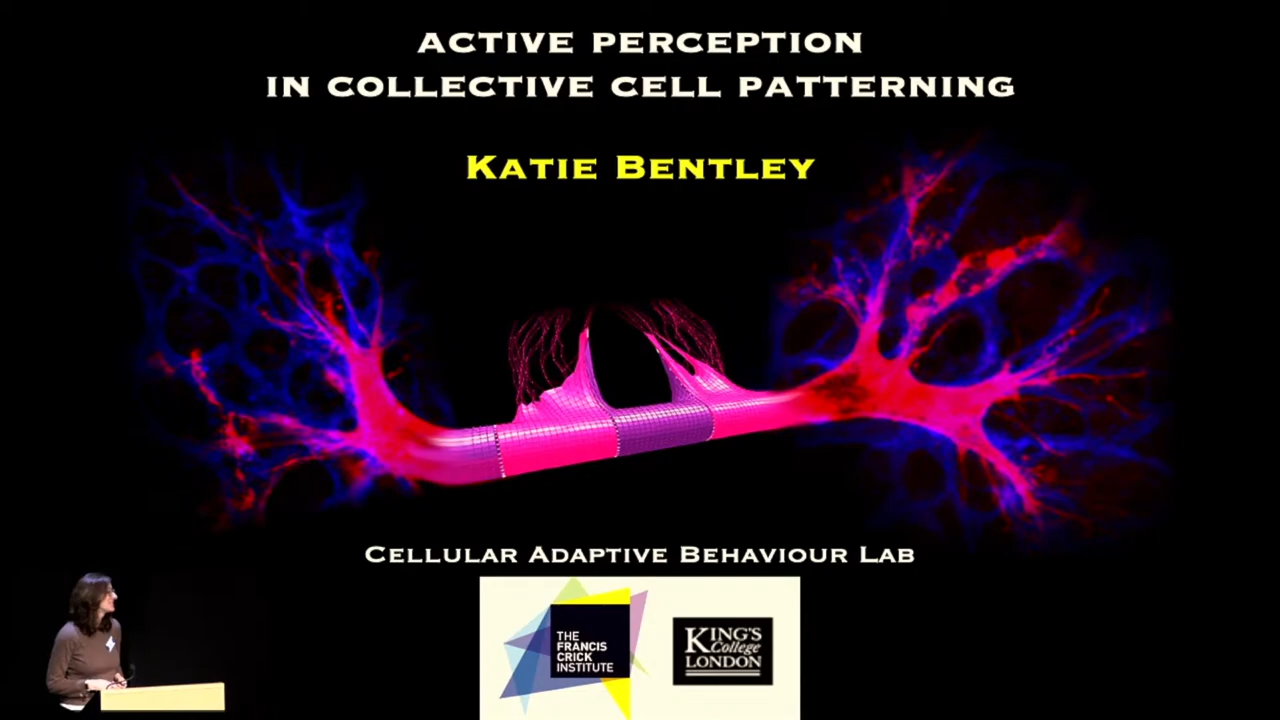 ACTIVE PERCEPTION
IN COLLECTIVE CELL PATTERNING
KATIE BENTLEY
CELLULAR ADAPTIVE BEHAVIOUR LAB
THE
FRANCIS
CRICK
INSTITUTE
KING'S
College
LONDON